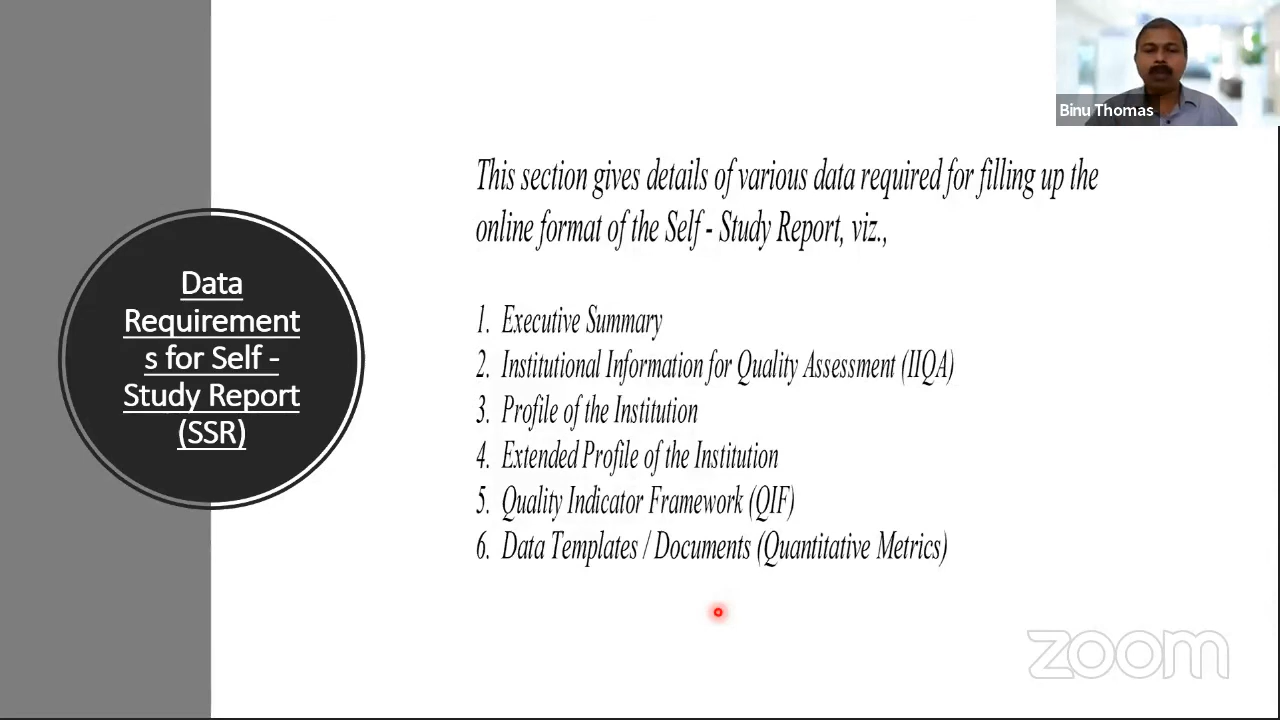 Binu Thomas
This section gives details of various data required for filling up the
online format of the Self - Study Report, viz.,
Data
Requirement
s for Self -
Study Report
(SSR)
1. Executive Summary
2. Institutional Information for Quality Assessment (IIQA)
3. Profile of the Institution
4. Extended Profile of the Institution
5. Quality Indicator Framework (QIF)
6. Data Templates / Documents (Quantitative Metrics)
zoom